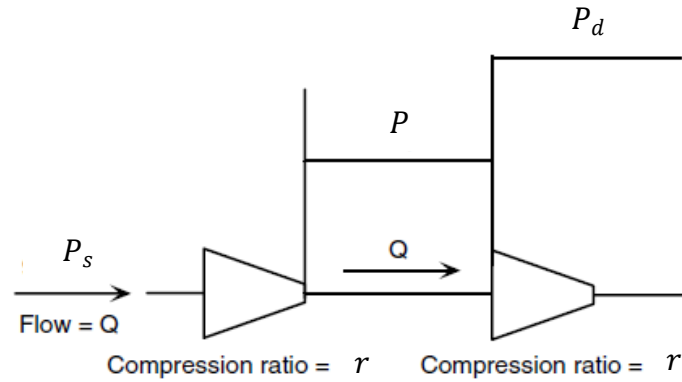 P_d
P
P_s
Q
Flow = Q
Compression ratio = r
Compression ratio = r